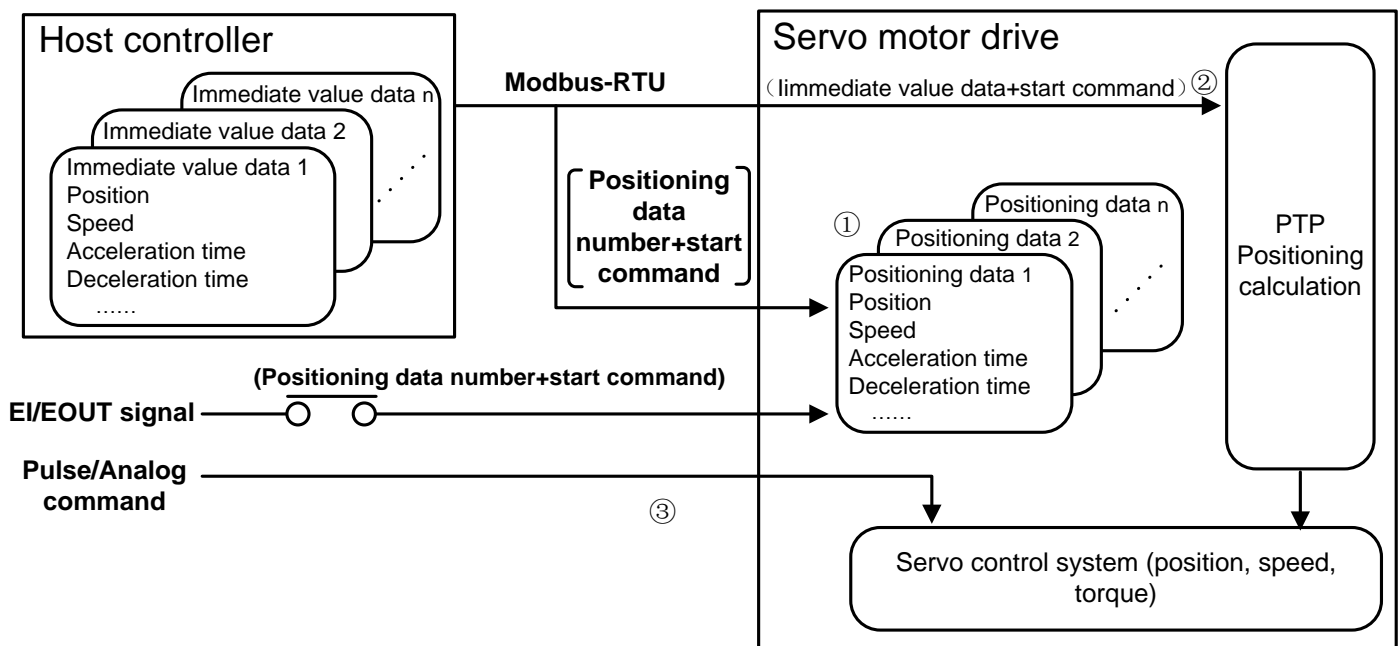 Host controller
Immediate value data n
Immediate value data 2
Immediate value data 1
Position
Speed
Acceleration time
Deceleration time
......
Modbus-RTU
Positioning
data
number+start
command
Servo motor drive
（Iimmediate value data+start command）②
①
Positioning data n
Positioning data 2
Positioning data 1
Position
Speed
Acceleration time
Deceleration time
......
PTP
Positioning
calculation
(Positioning data number+start command)
EI/EOUT signal
Pulse/Analog
command
③
Servo control system (position, speed,
torque)